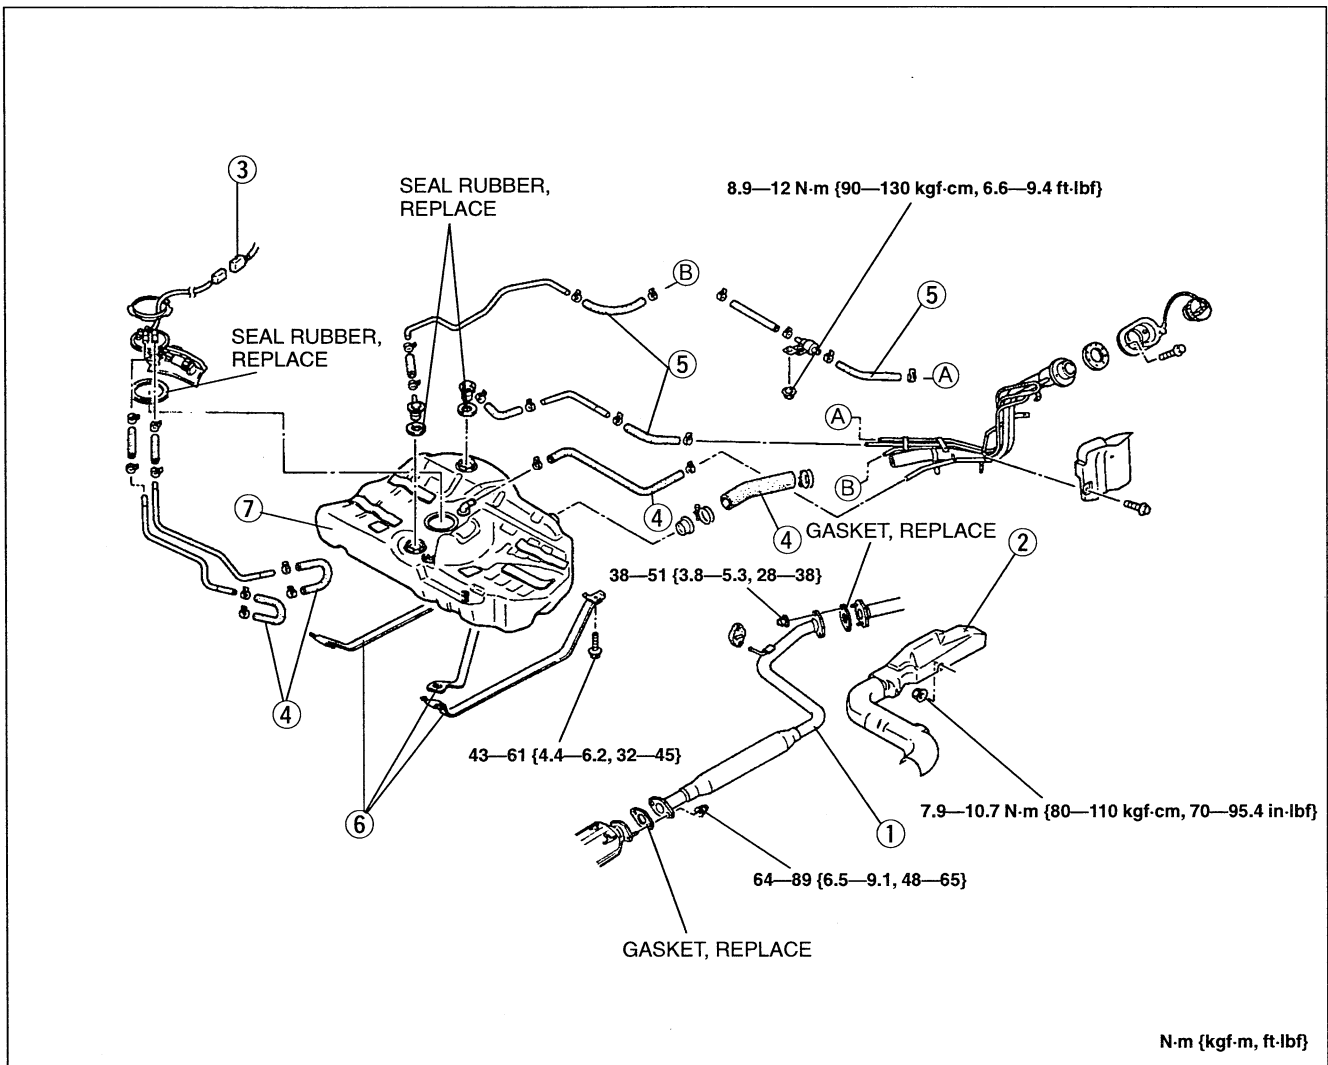 3
SEAL RUBBER,
REPLACE
8.9—12 N·m {90—130 kgf·cm, 6.6—9.4 ft·lbf}
B
5
SEAL RUBBER,
REPLACE
5
A
A
B
7
4
4
GASKET, REPLACE
2
38—51 {3.8—5.3, 28—38}
4
43—61 {4.4—6.2, 32—45}
6
7.9—10.7 N·m {80—110 kgf·cm, 70—95.4 in·lbf}
1
64—89 {6.5—9.1, 48—65}
GASKET, REPLACE
N·m {kgf·m, ft·lbf}